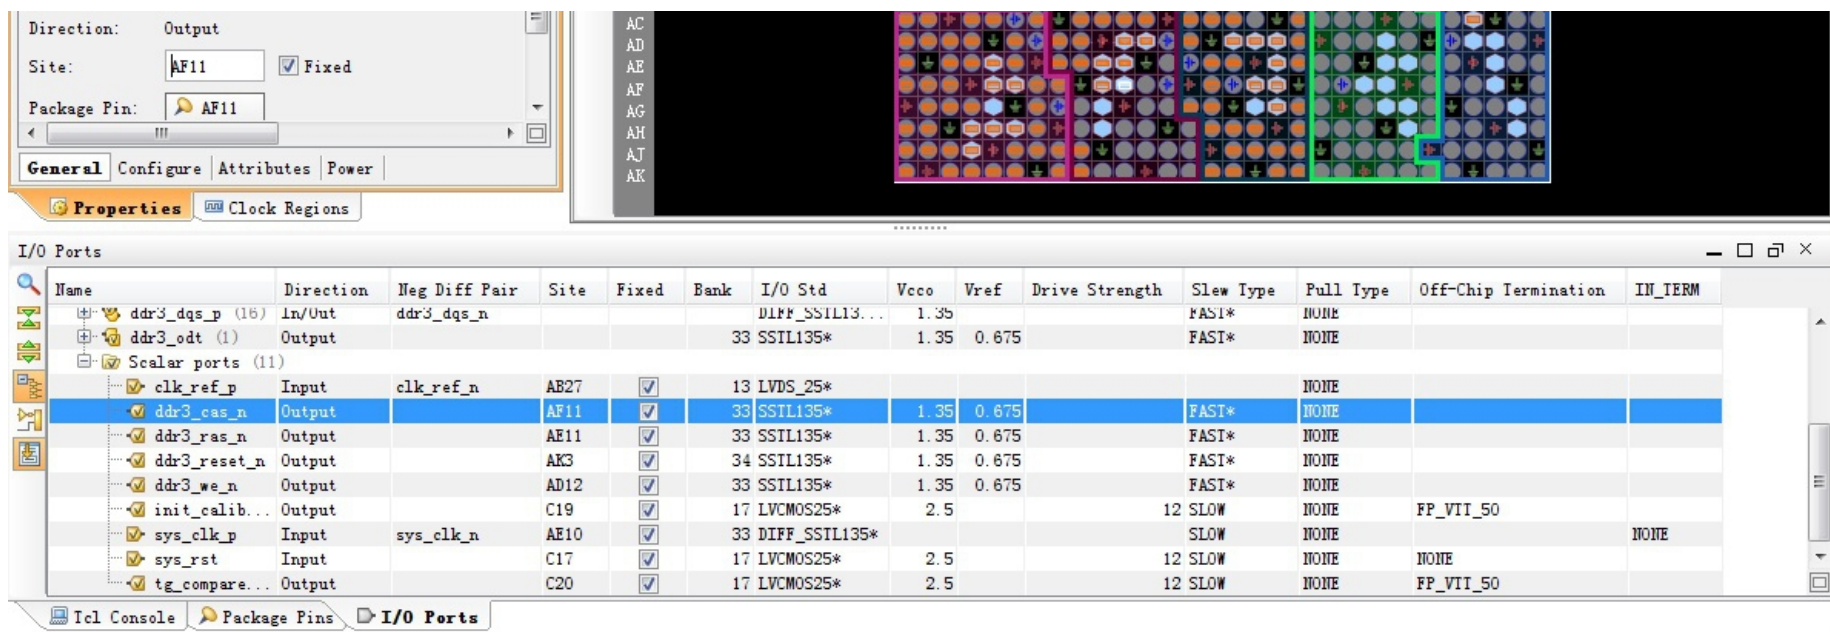 Direction: Output
Site: AF11 Fixed
Package Pin: AF11
General Configure Attributes Power
Properties Clock Regions
AC
AD
AE
AF
AG
AH
AJ
AK
I/O Ports
Name Direction Neg Diff Pair Site Fixed Bank I/O Std Vcco Vref Drive Strength Slew Type Pull Type Off-Chip Termination IN_TERM
ddr3_dqs_p (16) In/Out ddr3_dqs_n DIFF_SSTL13... 1.35 FAST* NONE
ddr3_odt (1) Output 33 SSTL135* 1.35 0.675 FAST* NONE
Scalar ports (11)
clk_ref_p Input clk_ref_n AB27 13 LVDS_25* NONE
ddr3_cas_n Output AF11 33 SSTL135* 1.35 0.675 FAST* NONE
ddr3_ras_n Output AE11 33 SSTL135* 1.35 0.675 FAST* NONE
ddr3_reset_n Output AK3 34 SSTL135* 1.35 0.675 FAST* NONE
ddr3_we_n Output AD12 33 SSTL135* 1.35 0.675 FAST* NONE
init_calib... Output C19 17 LVCMOS25* 2.5 12 SLOW NONE FP_VTT_50
sys_clk_p Input sys_clk_n AE10 33 DIFF_SSTL135* SLOW NONE NONE
sys_rst Input C17 17 LVCMOS25* 2.5 12 SLOW NONE NONE
tg_compare... Output C20 17 LVCMOS25* 2.5 12 SLOW NONE FP_VTT_50
Tcl Console Package Pins I/O Ports